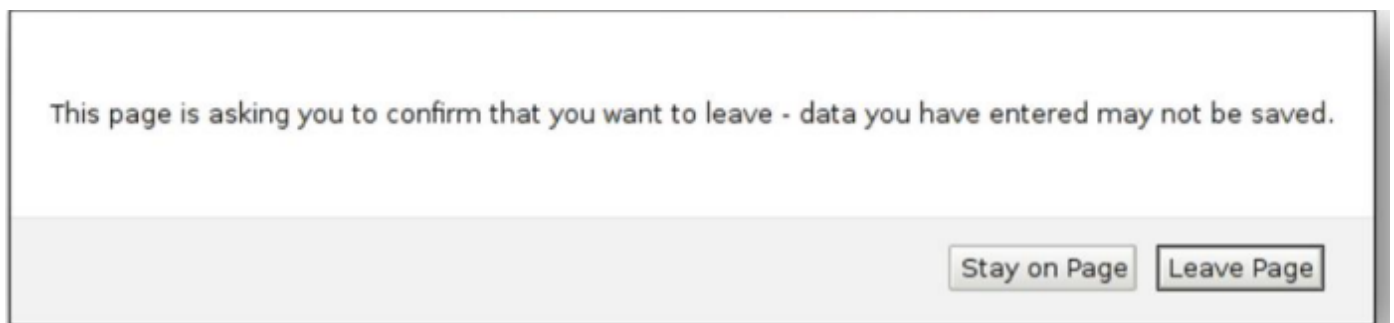 This page is asking you to confirm that you want to leave - data you have entered may not be saved.
Stay on Page Leave Page